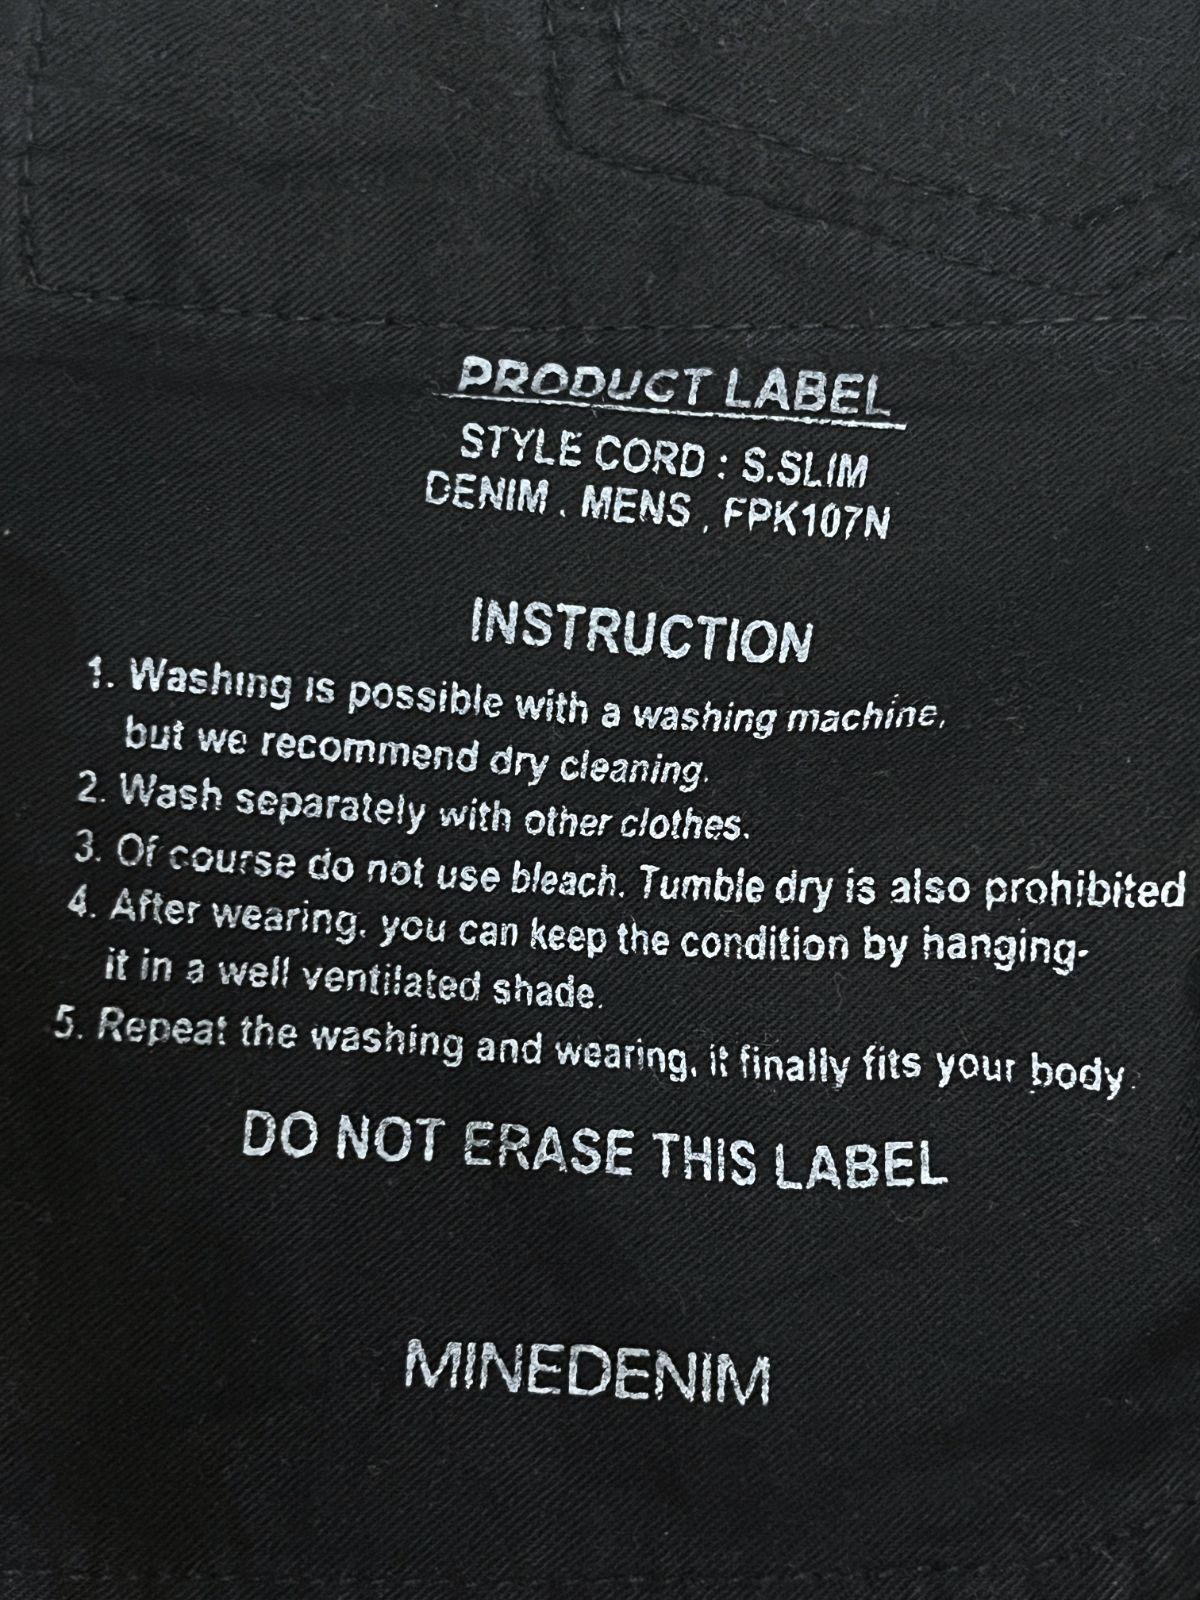 PRODUCT LABEL
STYLE CORD : S.SLIM
DENIM . MENS , FPK107N
INSTRUCTION
1. Washing is possible with a washing machine,
but we recommend dry cleaning.
2. Wash separately with other clothes.
3. Of course do not use bleach. Tumble dry is also prohibited
4. After wearing, you can keep the condition by hanging-
it in a well ventilated shade.
5. Repeat the washing and wearing, it finally fits your body.
DO NOT ERASE THIS LABEL
MINEDENIM